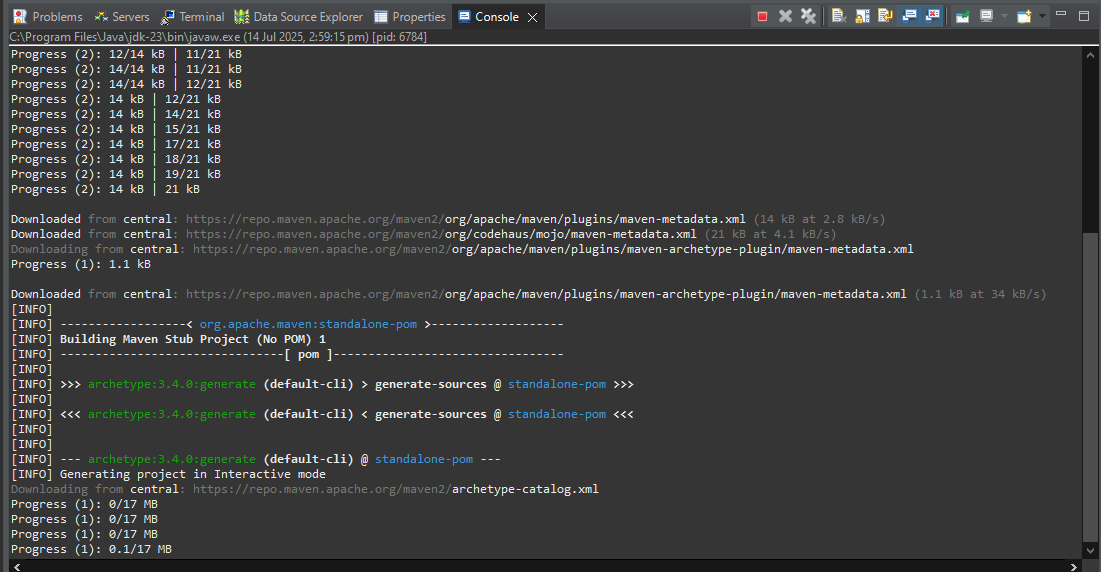 Problems Servers Terminal Data Source Explorer Properties Console
C:\Program Files\Java\jdk-23\bin\javaw.exe (14 Jul 2025, 2:59:15 pm) [pid: 6784]
Progress (2): 12/14 kB | 11/21 kB
Progress (2): 14/14 kB | 11/21 kB
Progress (2): 14/14 kB | 12/21 kB
Progress (2): 14 kB | 12/21 kB
Progress (2): 14 kB | 14/21 kB
Progress (2): 14 kB | 15/21 kB
Progress (2): 14 kB | 17/21 kB
Progress (2): 14 kB | 18/21 kB
Progress (2): 14 kB | 19/21 kB
Progress (2): 14 kB | 21 kB
Downloaded from central: https://repo.maven.apache.org/maven2/org/apache/maven/plugins/maven-metadata.xml (14 kB at 2.8 kB/s)
Downloaded from central: https://repo.maven.apache.org/maven2/org/codehaus/mojo/maven-metadata.xml (21 kB at 4.1 kB/s)
Downloading from central: https://repo.maven.apache.org/maven2/org/apache/maven/plugins/maven-archetype-plugin/maven-metadata.xml
Progress (1): 1.1 kB
Downloaded from central: https://repo.maven.apache.org/maven2/org/apache/maven/plugins/maven-archetype-plugin/maven-metadata.xml (1.1 kB at 34 kB/s)
[INFO]
[INFO] ------------------< org.apache.maven:standalone-pom >-------------------
[INFO] Building Maven Stub Project (No POM) 1
[INFO] --------------------------------[ pom ]---------------------------------
[INFO]
[INFO] >>> archetype:3.4.0:generate (default-cli) > generate-sources @ standalone-pom >>>
[INFO]
[INFO] <<< archetype:3.4.0:generate (default-cli) < generate-sources @ standalone-pom <<<
[INFO]
[INFO]
[INFO] --- archetype:3.4.0:generate (default-cli) @ standalone-pom ---
[INFO] Generating project in Interactive mode
Downloading from central: https://repo.maven.apache.org/maven2/archetype-catalog.xml
Progress (1): 0/17 MB
Progress (1): 0/17 MB
Progress (1): 0/17 MB
Progress (1): 0.1/17 MB